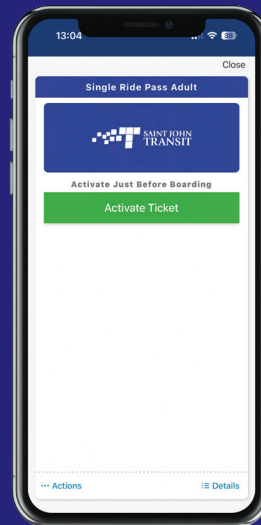 13:04
38
Close
Single Ride Pass Adult
SAINT JOHN
TRANSIT
Activate Just Before Boarding
Activate Ticket
Actions
Details